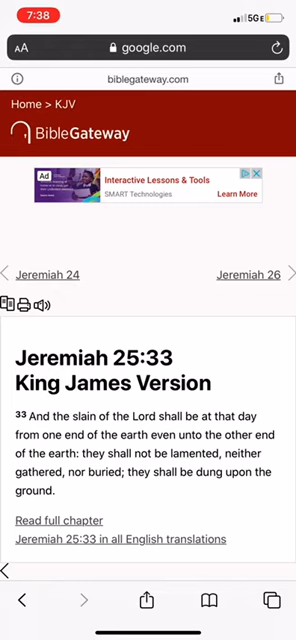 7:38
5GE
AA google.com
biblegateway.com
Home > KJV
BibleGateway
Ad
Interactive Lessons & Tools
SMART Technologies Learn More
Jeremiah 24 Jeremiah 26
Jeremiah 25:33
King James Version
33 And the slain of the Lord shall be at that day
from one end of the earth even unto the other end
of the earth: they shall not be lamented, neither
gathered, nor buried; they shall be dung upon the
ground.
Read full chapter
Jeremiah 25:33 in all English translations